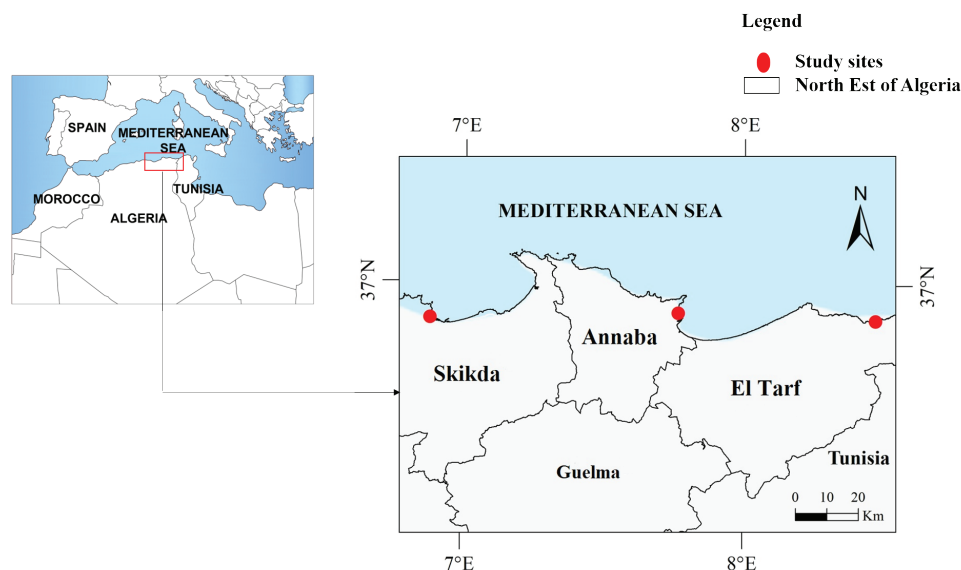 Legend
Study sites
North Est of Algeria
SPAIN
MEDITERRANEAN
SEA
MOROCCO
TUNISIA
ALGERIA
7°E
8°E
MEDITERRANEAN SEA
N
37°N
37°N
Annaba
Skikda
El Tarf
Tunisia
Guelma
0 10 20
Km
7°E
8°E